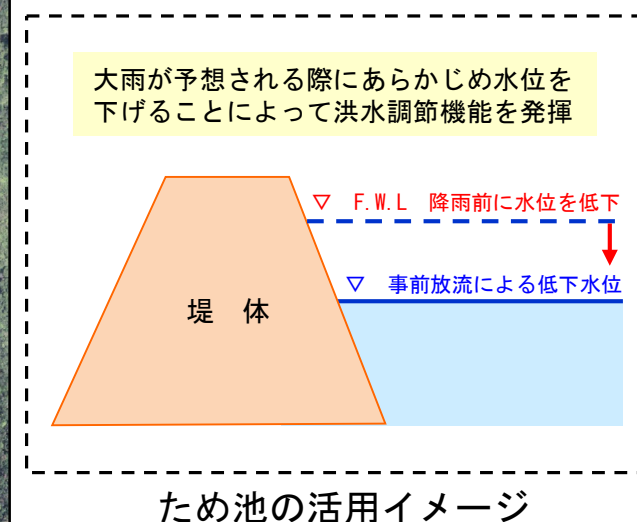 大雨が予想される際にあらかじめ水位を
下げることによって洪水調節機能を発揮
▽ F.W.L 降雨前に水位を低下
▽ 事前放流による低下水位
堤 体
ため池の活用イメージ